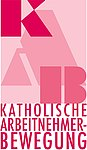 K
A
B
KATHOLISCHE
ARBEITNEHMER-
BEWEGUNG